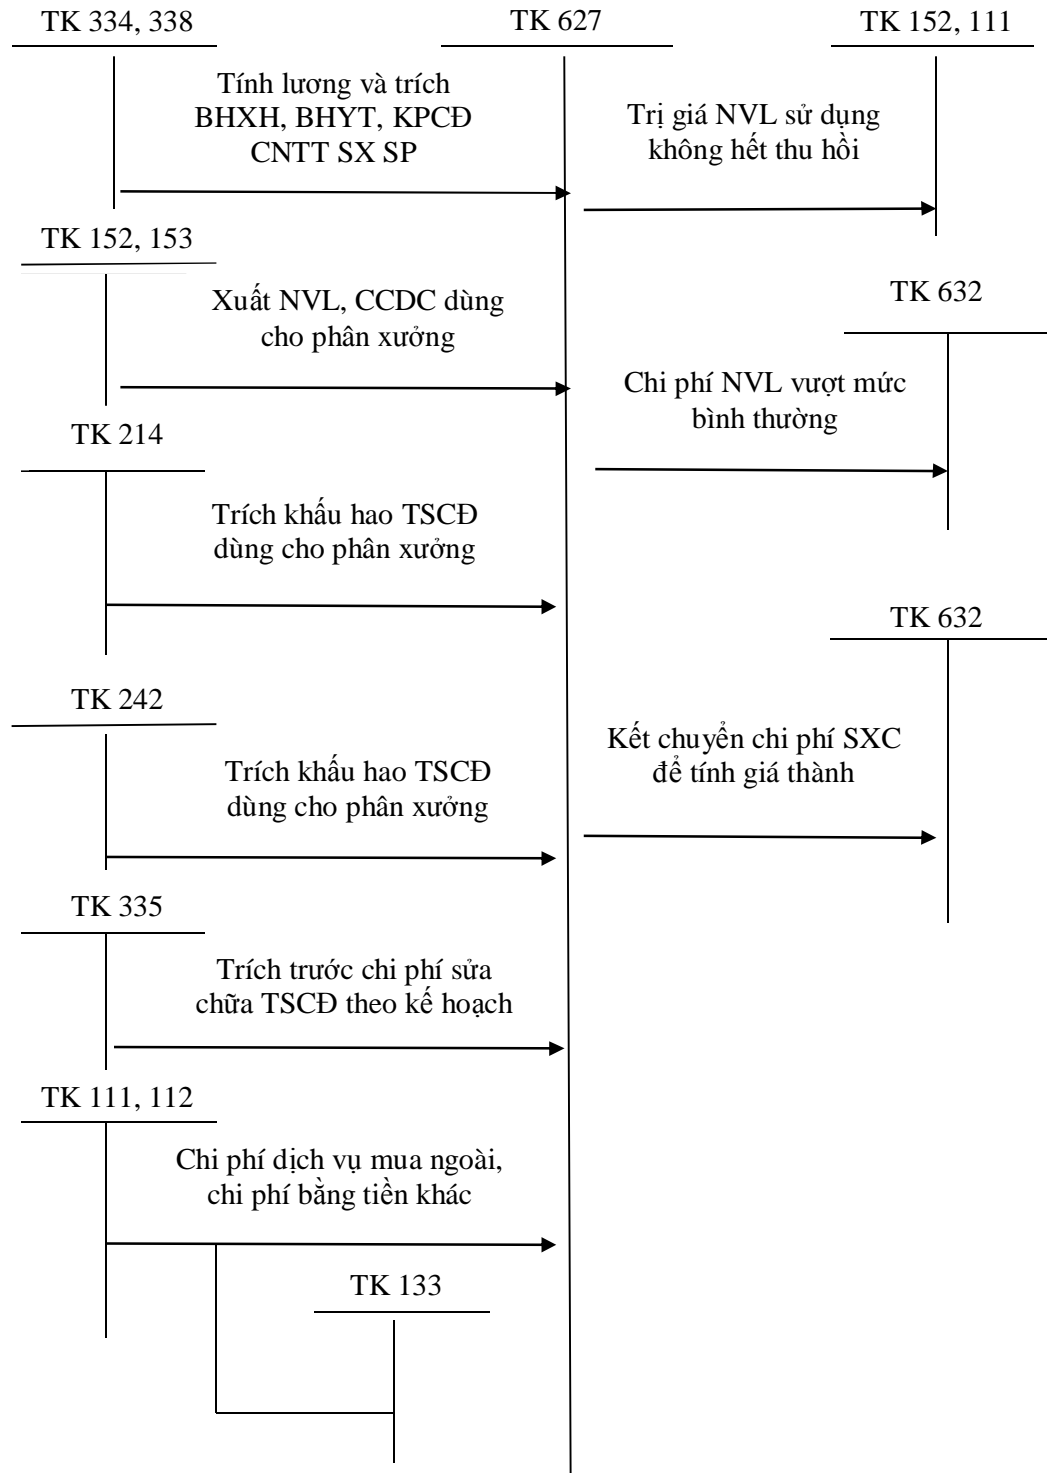 TK 334, 338
TK 627
TK 152, 111
Tính lương và trích
BHXH, BHYT, KPCĐ
CNTT SX SP
Trị giá NVL sử dụng
không hết thu hồi
TK 152, 153
Xuất NVL, CCDC dùng
cho phân xưởng
TK 632
Chi phí NVL vượt mức
bình thường
TK 214
Trích khấu hao TSCĐ
dùng cho phân xưởng
TK 632
TK 242
Kết chuyển chi phí SXC
để tính giá thành
Trích khấu hao TSCĐ
dùng cho phân xưởng
TK 335
Trích trước chi phí sửa
chữa TSCĐ theo kế hoạch
TK 111, 112
Chi phí dịch vụ mua ngoài,
chi phí bằng tiền khác
TK 133